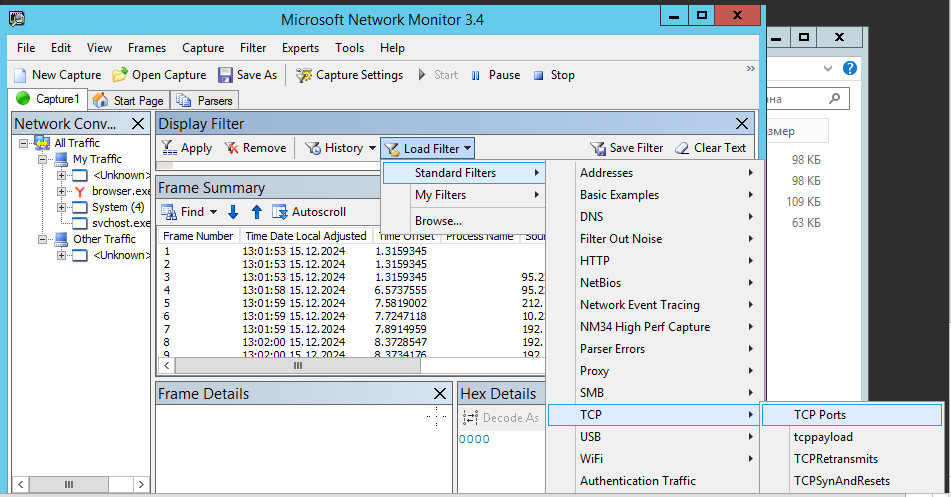 Microsoft Network Monitor 3.4
File Edit View Frames Capture Filter Experts Tools Help
New Capture Open Capture Save As Capture Settings Start Pause Stop
Capture1 Start Page Parsers
Network Conv...
All Traffic
My Traffic
<Unknown>
browser.exe
System (4)
svchost.exe
Other Traffic
<Unknown>
Display Filter
Apply Remove History Load Filter Save Filter Clear Text
Standard Filters
My Filters
Browse...
Frame Summary
Find Autoscroll
Frame Number Time Date Local Adjusted Time Offset Process Name Sour
1 13:01:53 15.12.2024 1.3159345
2 13:01:53 15.12.2024 1.3159345
3 13:01:53 15.12.2024 1.3159345 95.2
4 13:01:58 15.12.2024 6.5737555 95.2
5 13:01:59 15.12.2024 7.5819002 212.
6 13:01:59 15.12.2024 7.7247118 10.2
7 13:01:59 15.12.2024 7.8914959 192.
8 13:02:00 15.12.2024 8.3728547 192.
9 13:02:00 15.12.2024 8.3734176 192.
Frame Details
Hex Details
Decode As
0000
Addresses
Basic Examples
DNS
Filter Out Noise
HTTP
NetBios
Network Event Tracing
NM34 High Perf Capture
Parser Errors
Proxy
SMB
TCP
USB
WiFi
Authentication Traffic
TCP Ports
tcppayload
TCPRetransmits
TCPSynAndResets
на
змер
98 КБ
98 КБ
109 КБ
63 КБ